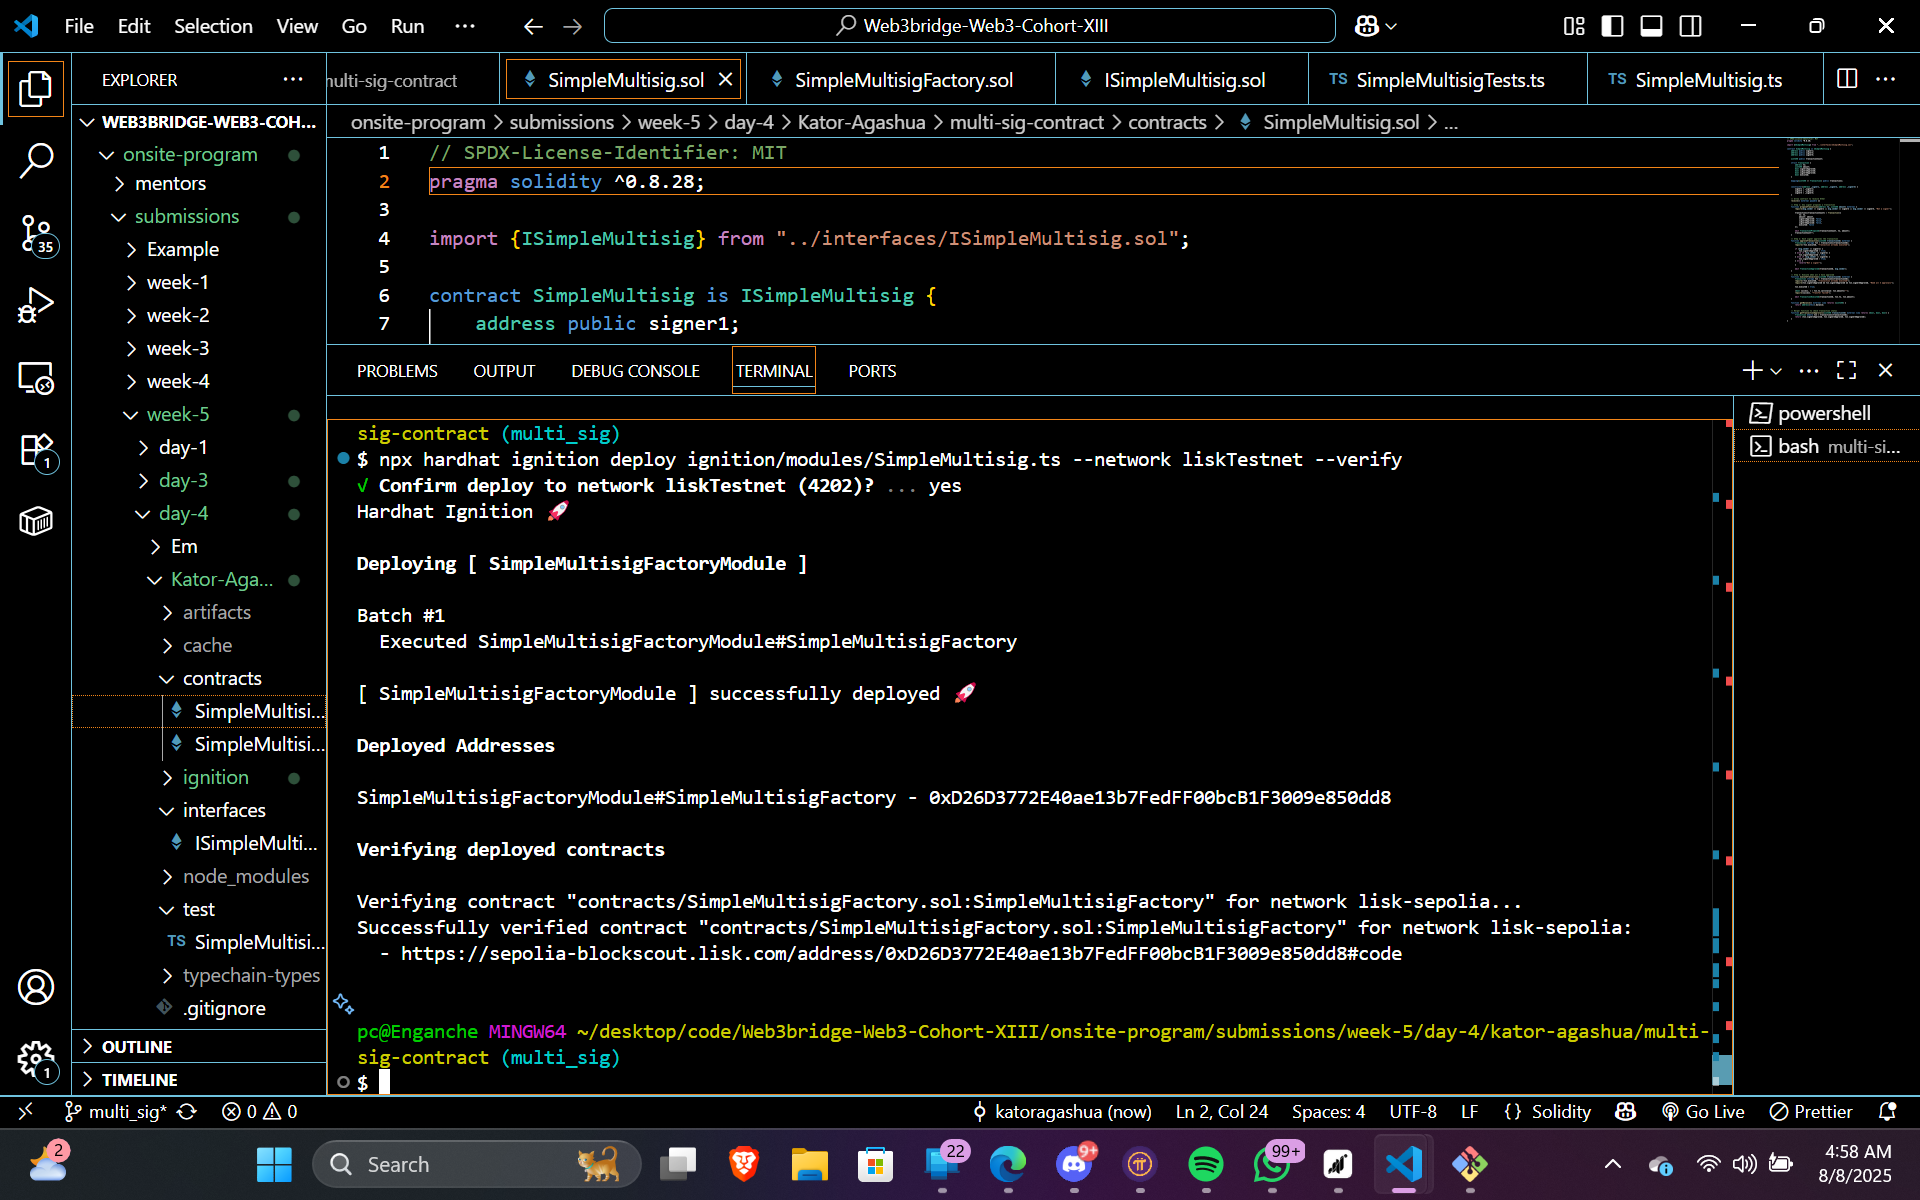 File Edit Selection View Go Run ...
Web3bridge-Web3-Cohort-XIII
EXPLORER ...
multi-sig-contract
SimpleMultisig.sol
SimpleMultisigFactory.sol
ISimpleMultisig.sol
TS SimpleMultisigTests.ts
TS SimpleMultisig.ts
...
WEB3BRIDGE-WEB3-COH...
onsite-program
mentors
submissions
Example
week-1
week-2
week-3
week-4
week-5
day-1
day-3
day-4
Em
Kator-Aga...
artifacts
cache
contracts
SimpleMultisi...
SimpleMultisi...
ignition
interfaces
ISimpleMulti...
node_modules
test
TS SimpleMultisi...
typechain-types
.gitignore
OUTLINE
TIMELINE
35
1
1
onsite-program > submissions > week-5 > day-4 > Kator-Agashua > multi-sig-contract > contracts > SimpleMultisig.sol > ...
1 // SPDX-License-Identifier: MIT
2 pragma solidity ^0.8.28;
3
4 import {ISimpleMultisig} from "../interfaces/ISimpleMultisig.sol";
5
6 contract SimpleMultisig is ISimpleMultisig {
7 address public signer1;
PROBLEMS OUTPUT DEBUG CONSOLE TERMINAL PORTS
powershell
bash multi-si...
sig-contract (multi_sig)
$ npx hardhat ignition deploy ignition/modules/SimpleMultisig.ts --network liskTestnet --verify
√ Confirm deploy to network liskTestnet (4202)? ... yes
Hardhat Ignition 🚀
Deploying [ SimpleMultisigFactoryModule ]
Batch #1
Executed SimpleMultisigFactoryModule#SimpleMultisigFactory
[ SimpleMultisigFactoryModule ] successfully deployed 🚀
Deployed Addresses
SimpleMultisigFactoryModule#SimpleMultisigFactory - 0xD26D3772E40ae13b7FedFF00bcB1F3009e850dd8
Verifying deployed contracts
Verifying contract "contracts/SimpleMultisigFactory.sol:SimpleMultisigFactory" for network lisk-sepolia...
Successfully verified contract "contracts/SimpleMultisigFactory.sol:SimpleMultisigFactory" for network lisk-sepolia:
- https://sepolia-blockscout.lisk.com/address/0xD26D3772E40ae13b7FedFF00bcB1F3009e850dd8#code
pc@Enganche MINGW64 ~/desktop/code/Web3bridge-Web3-Cohort-XIII/onsite-program/submissions/week-5/day-4/kator-agashua/multi-
sig-contract (multi_sig)
$
multi_sig* 0 0 katoragashua (now) Ln 2, Col 24 Spaces: 4 UTF-8 LF {} Solidity Go Live Prettier
2
Search
22
9+
99+
4:58 AM
8/8/2025